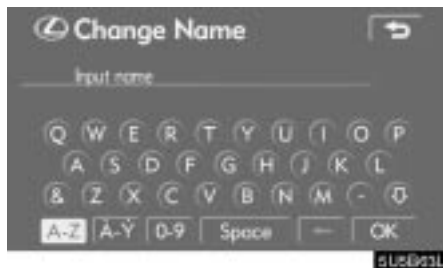 Change Name
Input name
Q W E R T Y U I O P
A S D F G H J K L
& Z X C V B N M -
A-Z À-Ý 0-9 Space ← OK